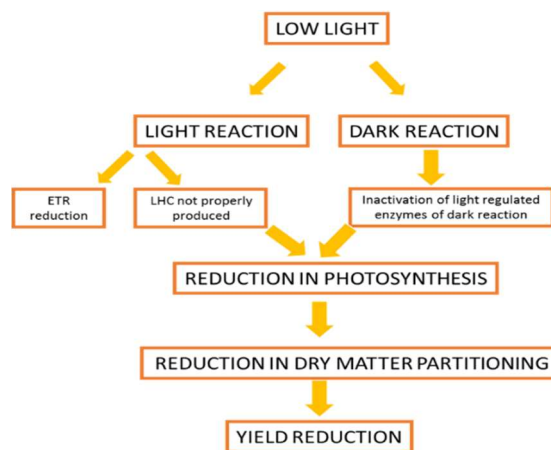 LOW LIGHT
LIGHT REACTION
DARK REACTION
ETR
reduction
LHC not properly
produced
Inactivation of light regulated
enzymes of dark reaction
REDUCTION IN PHOTOSYNTHESIS
REDUCTION IN DRY MATTER PARTITIONING
YIELD REDUCTION